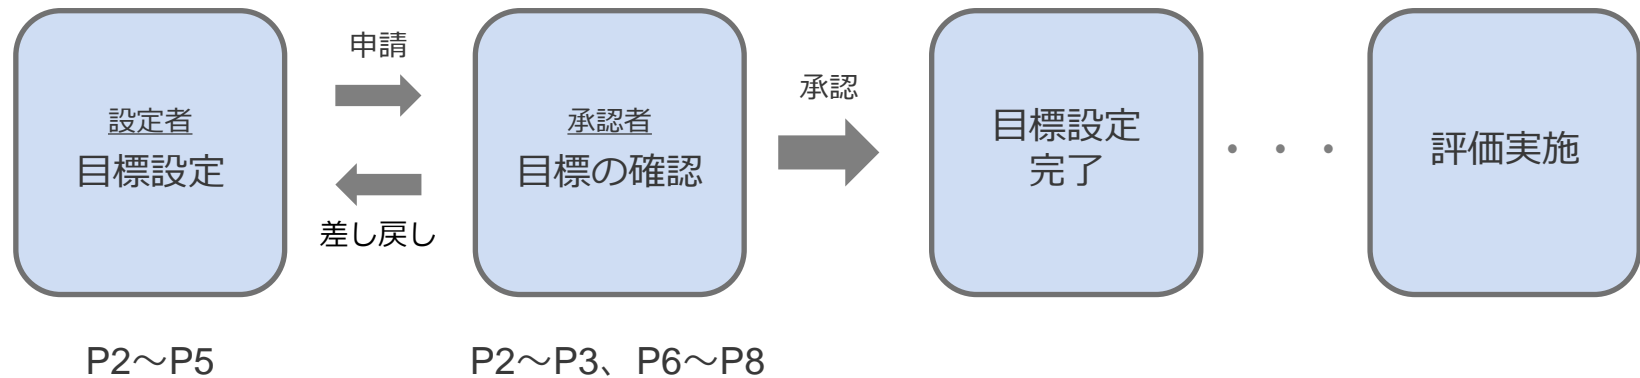 設定者
目標設定
申請
差し戻し
承認者
目標の確認
承認
目標設定
完了
・・・
評価実施
P2～P5
P2～P3、P6～P8